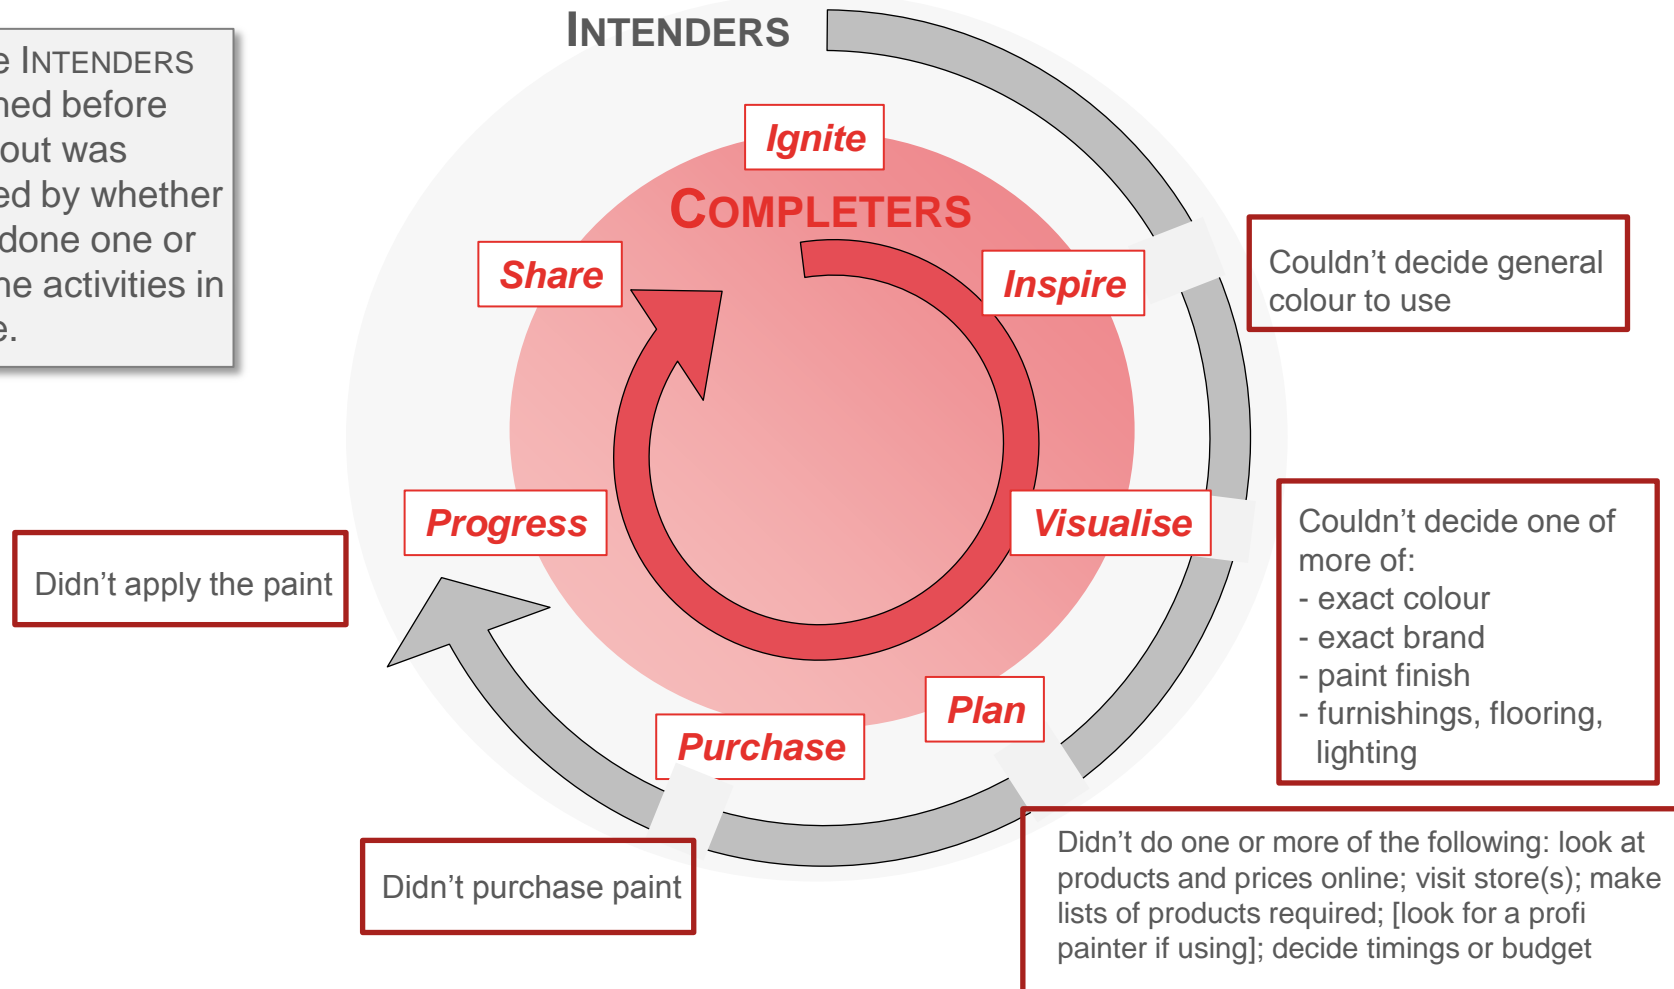 INTENDERS
e INTENDERS
ned before
out was
ed by whether
done one or
ne activities in
e.
Ignite
COMPLETERS
Share
Inspire
Couldn’t decide general
colour to use
Progress
Visualise
Couldn’t decide one of
more of:
- exact colour
- exact brand
- paint finish
- furnishings, flooring,
lighting
Didn’t apply the paint
Plan
Purchase
Didn’t purchase paint
Didn’t do one or more of the following: look at
products and prices online; visit store(s); make
lists of products required; [look for a profi
painter if using]; decide timings or budget